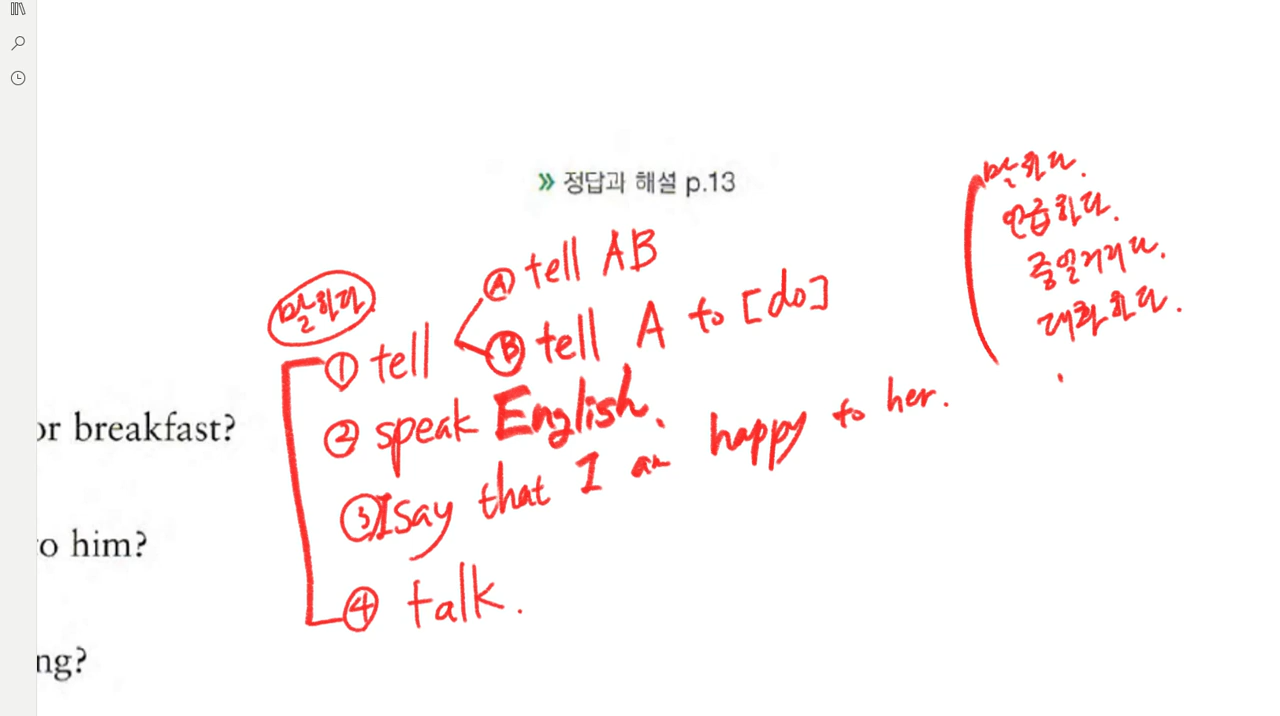 » 정답과 해설 p.13
말하다.
① tell
Ⓐ tell AB
Ⓑ tell A to [do]
② speak English.
③ I say that I am happy to her.
④ talk.
말하다.
언급하다.
중얼거리다.
대화하다.
or breakfast?
to him?
ng?